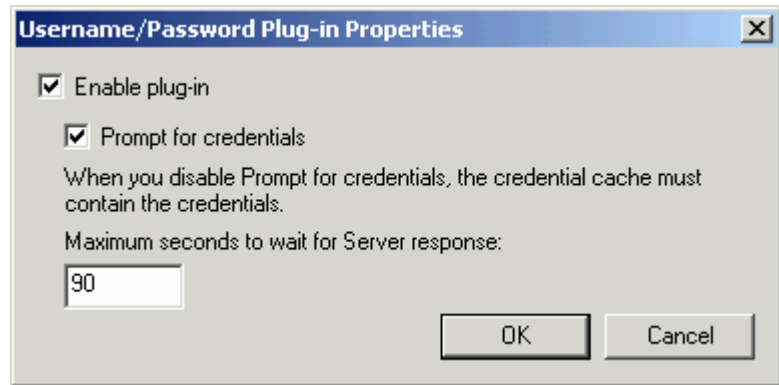 Username/Password Plug-in Properties
Enable plug-in
Prompt for credentials
When you disable Prompt for credentials, the credential cache must
contain the credentials.
Maximum seconds to wait for Server response:
90
OK
Cancel